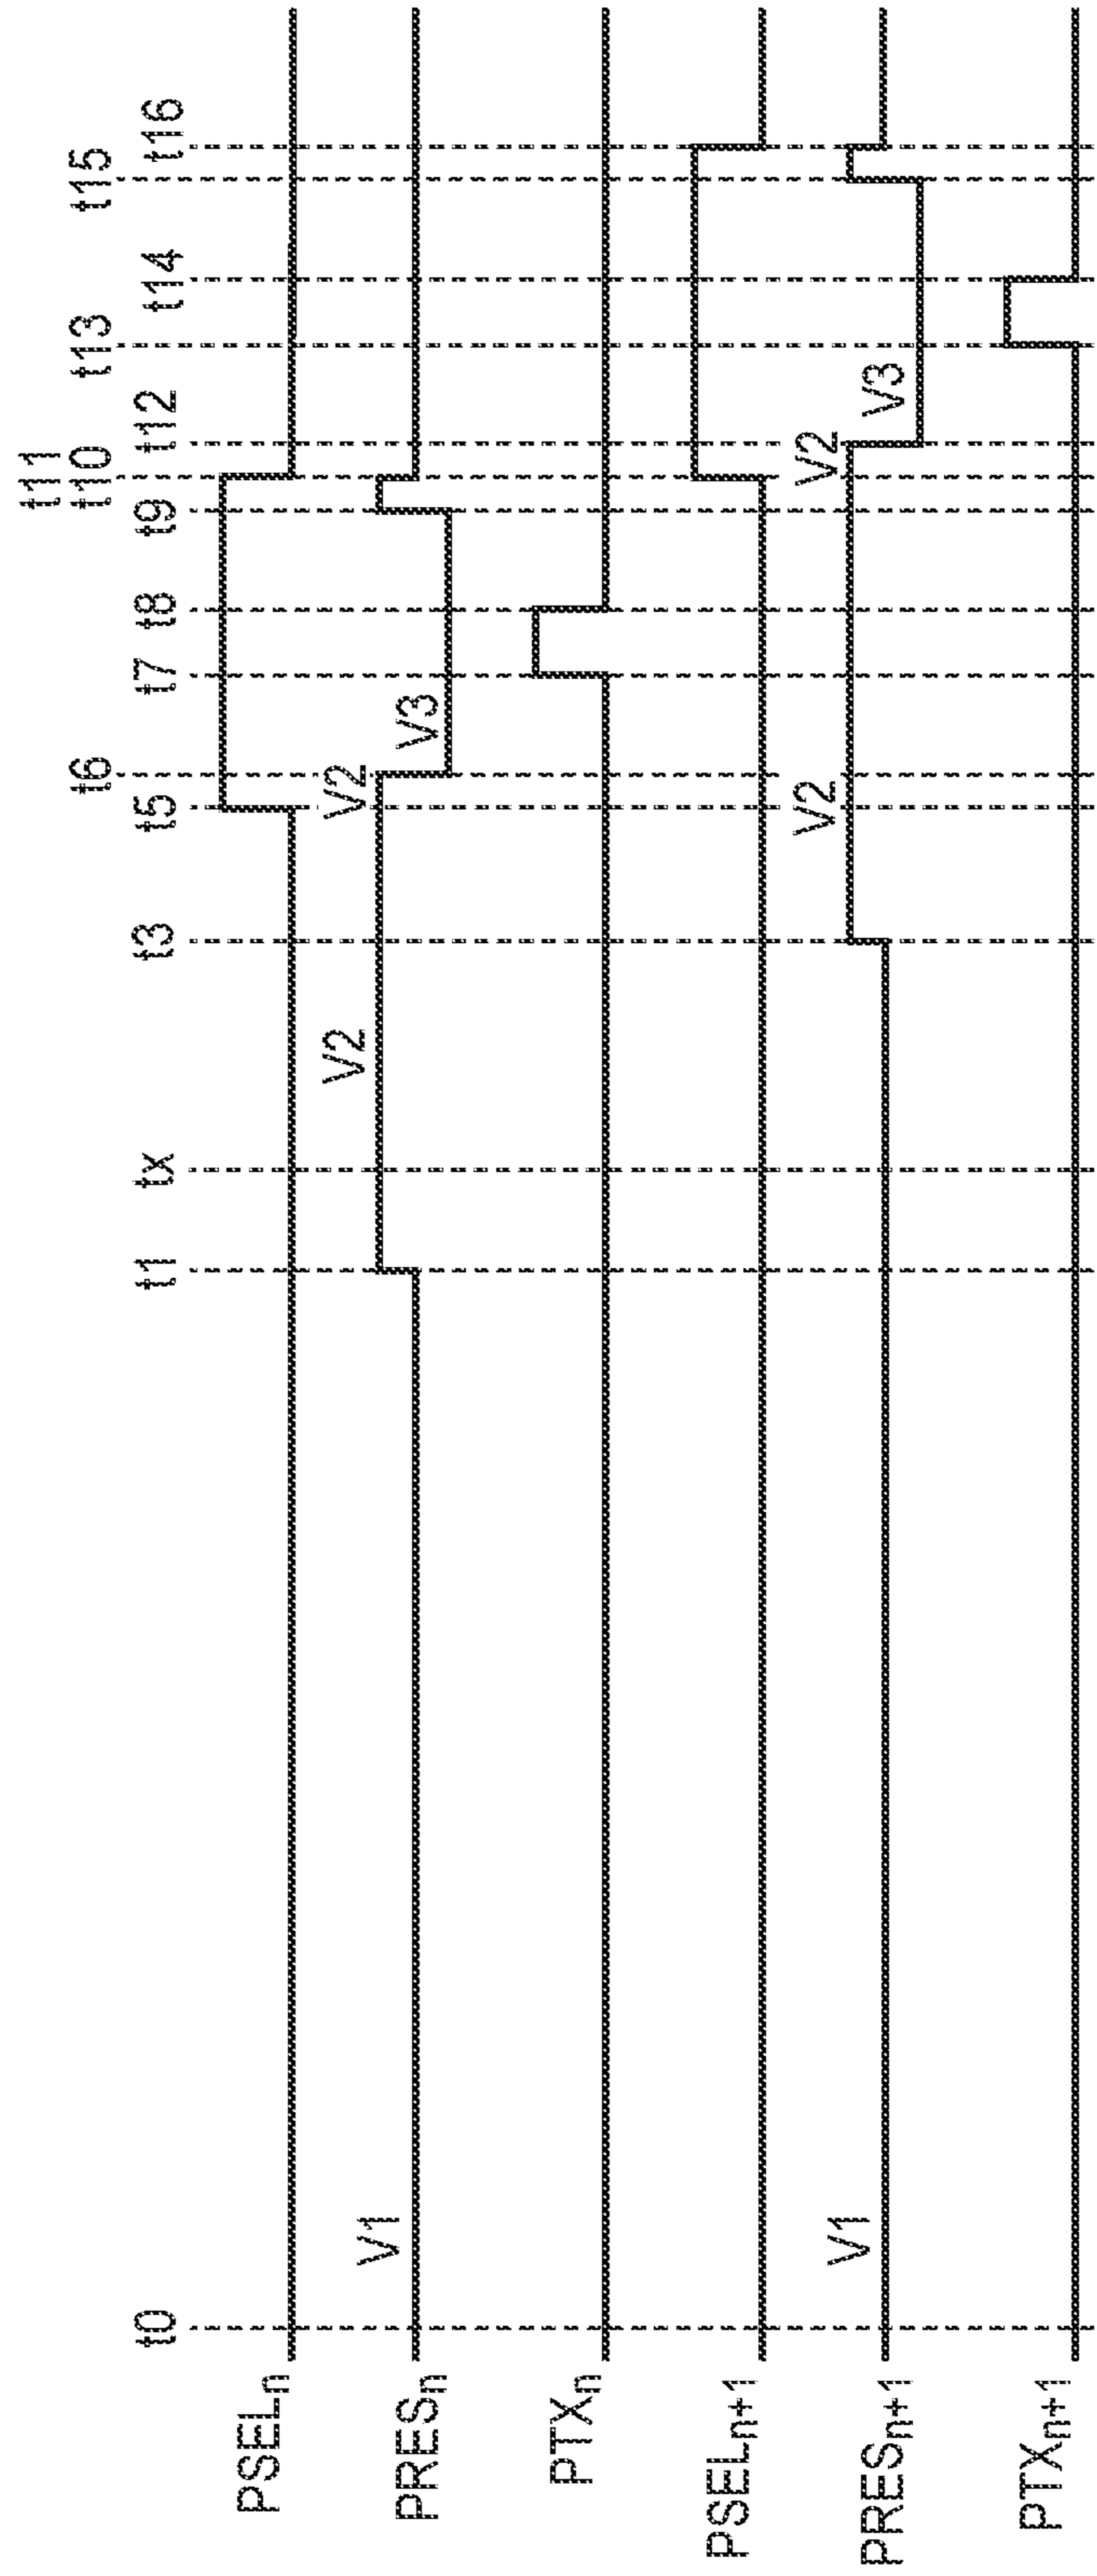 t11
t6 t13 t15
t0 t1 tx t3 t5 t7 t8 t9 t10 t12 t14 t16
PSELn
V2 V2
V1 V3
PRESn
PTXn
PSELn+1
V2 V2
V1 V3
PRESn+1
PTXn+1